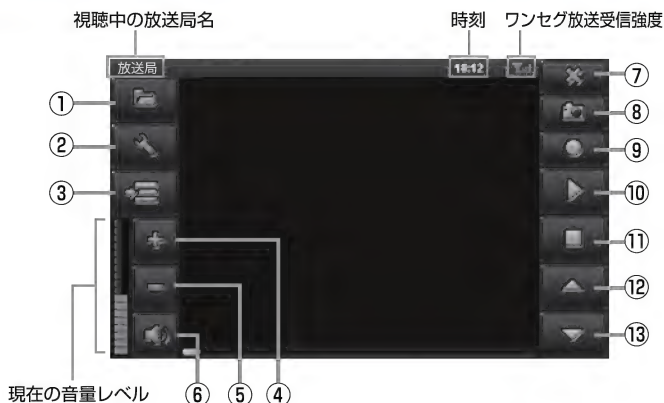 視聴中の放送局名
時刻
ワンセグ放送受信強度
放送局
18:12
①
②
③
④
⑤
⑥
⑦
⑧
⑨
⑩
⑪
⑫
⑬
現在の音量レベル